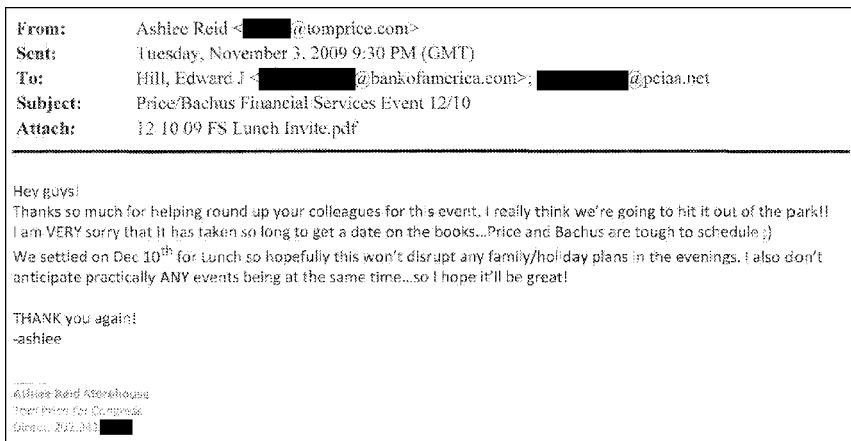 From: Ashlee Reid < @tomprice.com>
Sent: Tuesday, November 3, 2009 9:30 PM (GMT)
To: Hill, Edward J < @bankofamerica.com>; @pciaa.net
Subject: Price/Bachus Financial Services Event 12/10
Attach: 12 10 09 FS Lunch Invite.pdf
Hey guys!
Thanks so much for helping round up your colleagues for this event. I really think we're going to hit it out of the park!!
I am VERY sorry that it has taken so long to get a date on the books...Price and Bachus are tough to schedule ;)
We settled on Dec 10th for Lunch so hopefully this won't disrupt any family/holiday plans in the evenings. I also don't
anticipate practically ANY events being at the same time...so I hope it'll be great!
THANK you again!
-ashlee
Ashlee Reid Morehouse
Tom Price for Congress
Direct: 202.341